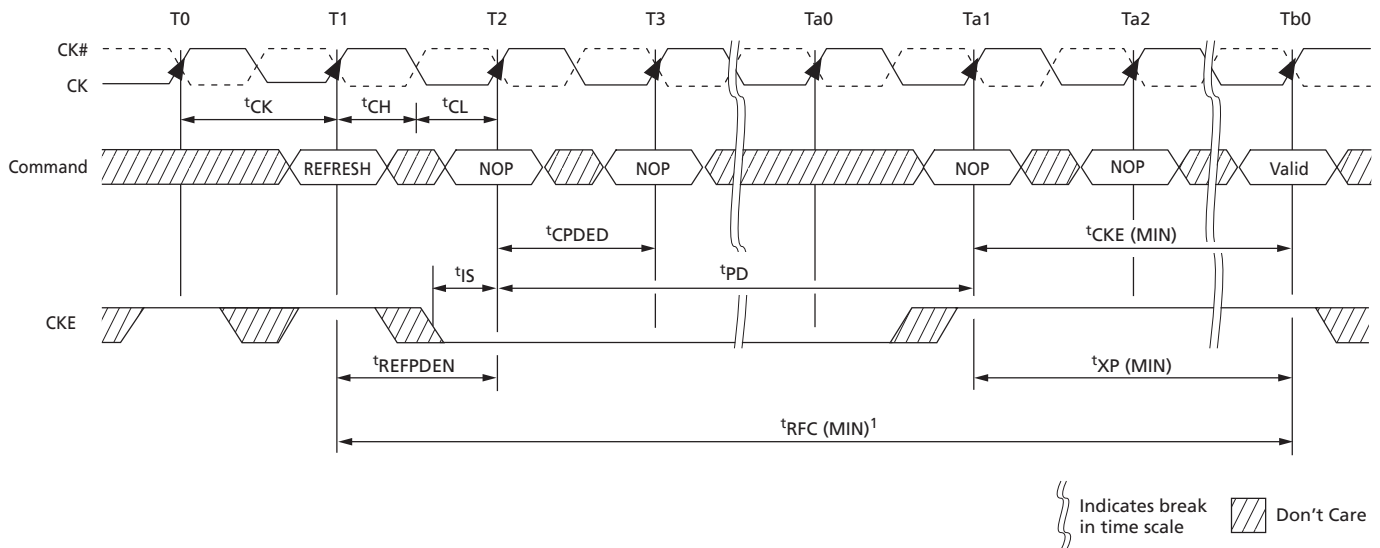 T0 T1 T2 T3 Ta0 Ta1 Ta2 Tb0
CK#
CK
tCK tCH tCL
Command REFRESH NOP NOP NOP NOP Valid
tCPDED tCKE (MIN)
tIS tPD
CKE
tREFPDEN tXP (MIN)
tRFC (MIN)1
Indicates break
in time scale
Don't Care